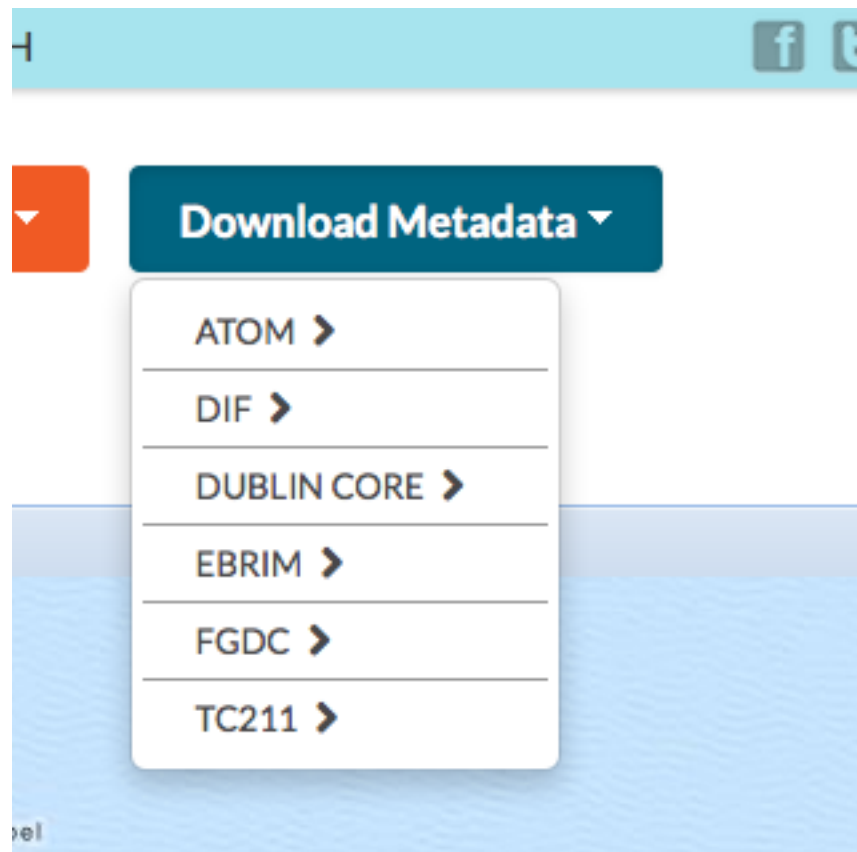 H
Download Metadata
ATOM
DIF
DUBLIN CORE
EBRIM
FGDC
TC211